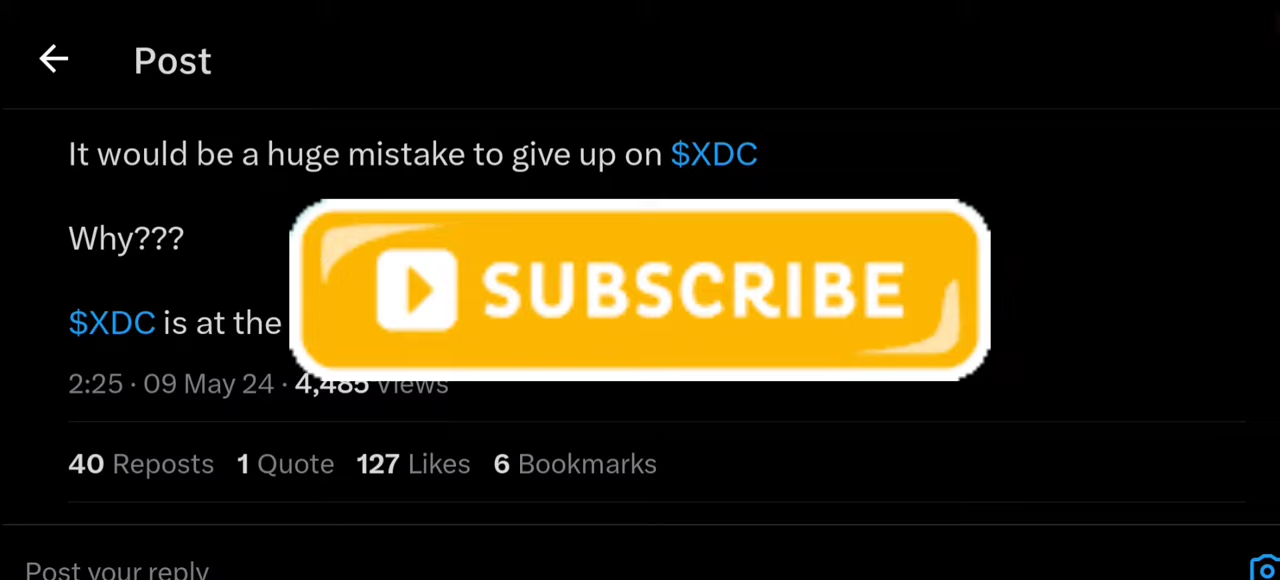 Post
It would be a huge mistake to give up on $XDC
Why???
$XDC is at the
SUBSCRIBE
2:25 · 09 May 24 · 4,485 Views
40 Reposts 1 Quote 127 Likes 6 Bookmarks
Post your reply